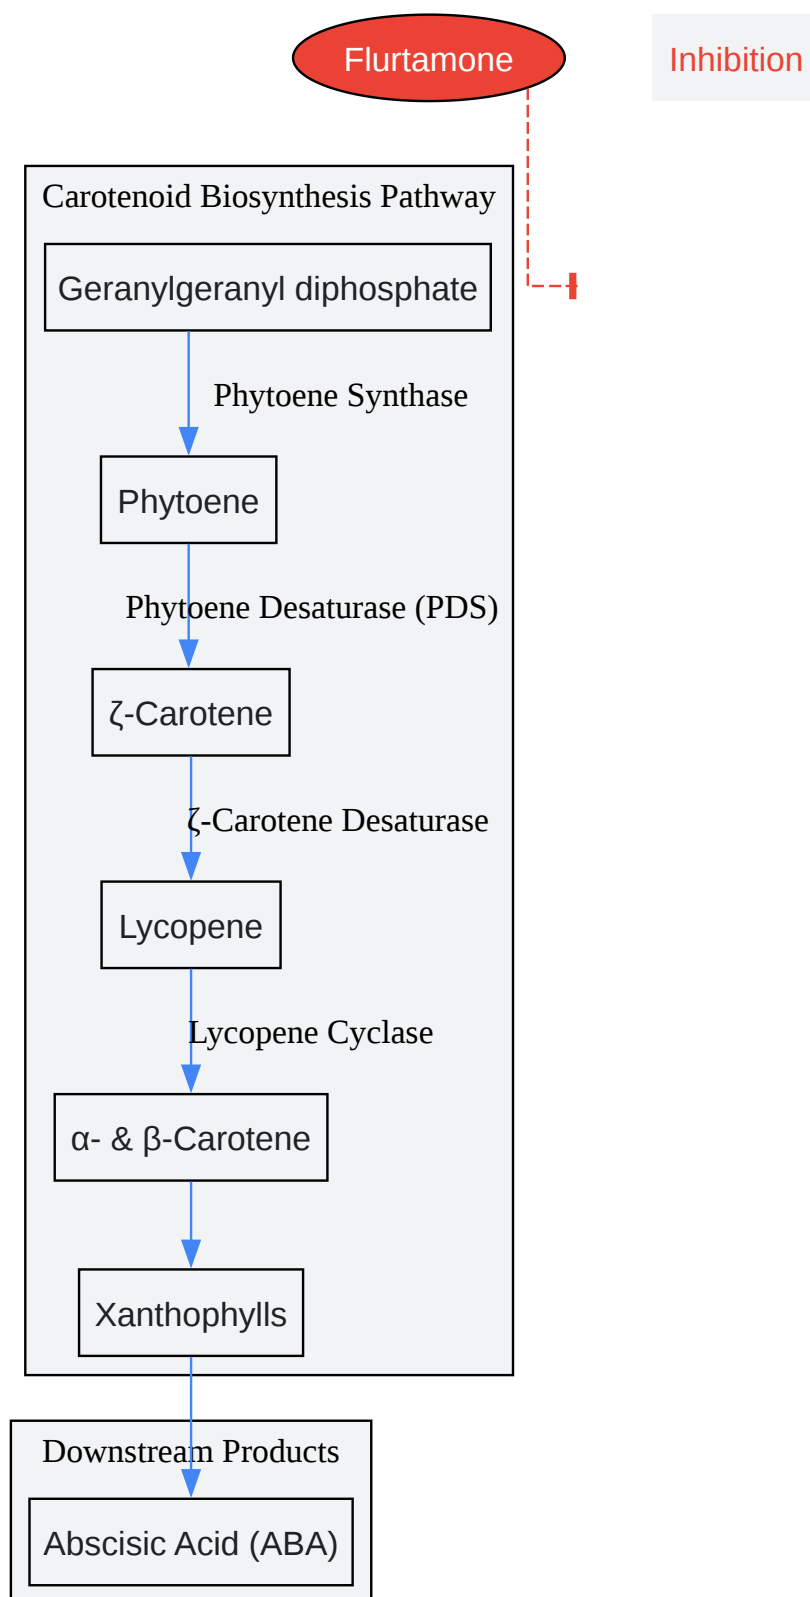 Flurtamone
Inhibition
Carotenoid Biosynthesis Pathway
Geranylgeranyl diphosphate
Phytoene Synthase
Phytoene
Phytoene Desaturase (PDS)
ζ-Carotene
ζ-Carotene Desaturase
Lycopene
Lycopene Cyclase
α- & β-Carotene
Xanthophylls
Downstream Products
Abscisic Acid (ABA)